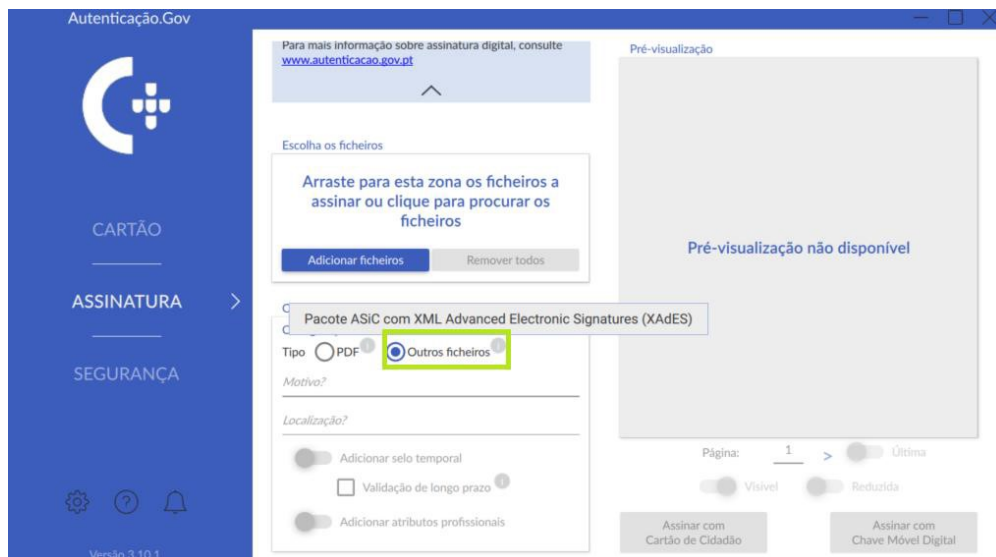 Autenticação.Gov
CARTÃO
ASSINATURA
SEGURANÇA
Versão 3.10.1
Para mais informação sobre assinatura digital, consulte
www.autenticacao.gov.pt
Escolha os ficheiros
Arraste para esta zona os ficheiros a
assinar ou clique para procurar os
ficheiros
Adicionar ficheiros
Remover todos
Pacote ASiC com XML Advanced Electronic Signatures (XAdES)
Tipo PDF Outros ficheiros
Motivo?
Localização?
Adicionar selo temporal
Validação de longo prazo
Adicionar atributos profissionais
Pré-visualização
Pré-visualização não disponível
Página: 1 > Última
Visível Reduzida
Assinar com
Cartão de Cidadão
Assinar com
Chave Móvel Digital